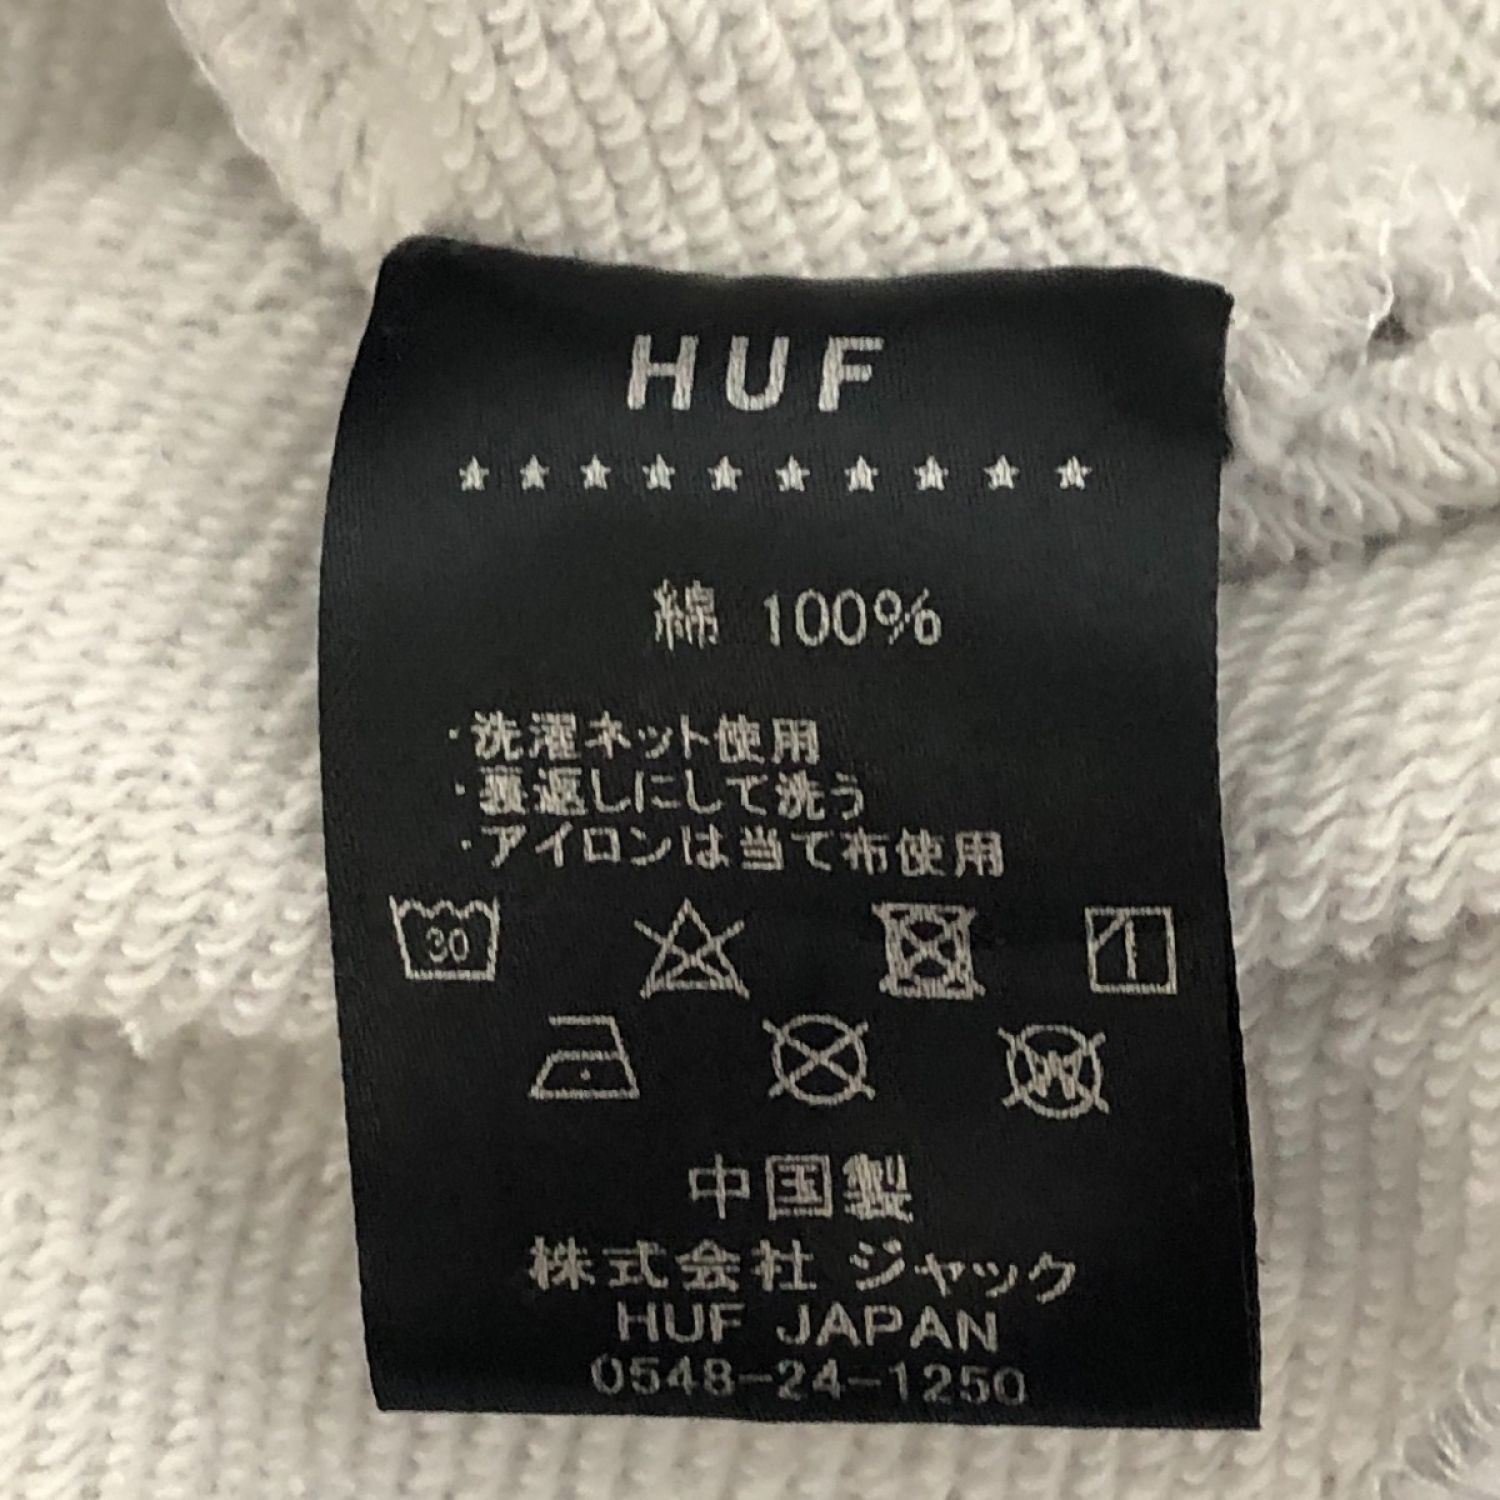 HUF
★★★★★★★★★★
綿 100%
・洗濯ネット使用
・裏返しにして洗う
・アイロンは当て布使用
30
W
中国製
株式会社 ジャック
HUF JAPAN
0548-24-1250